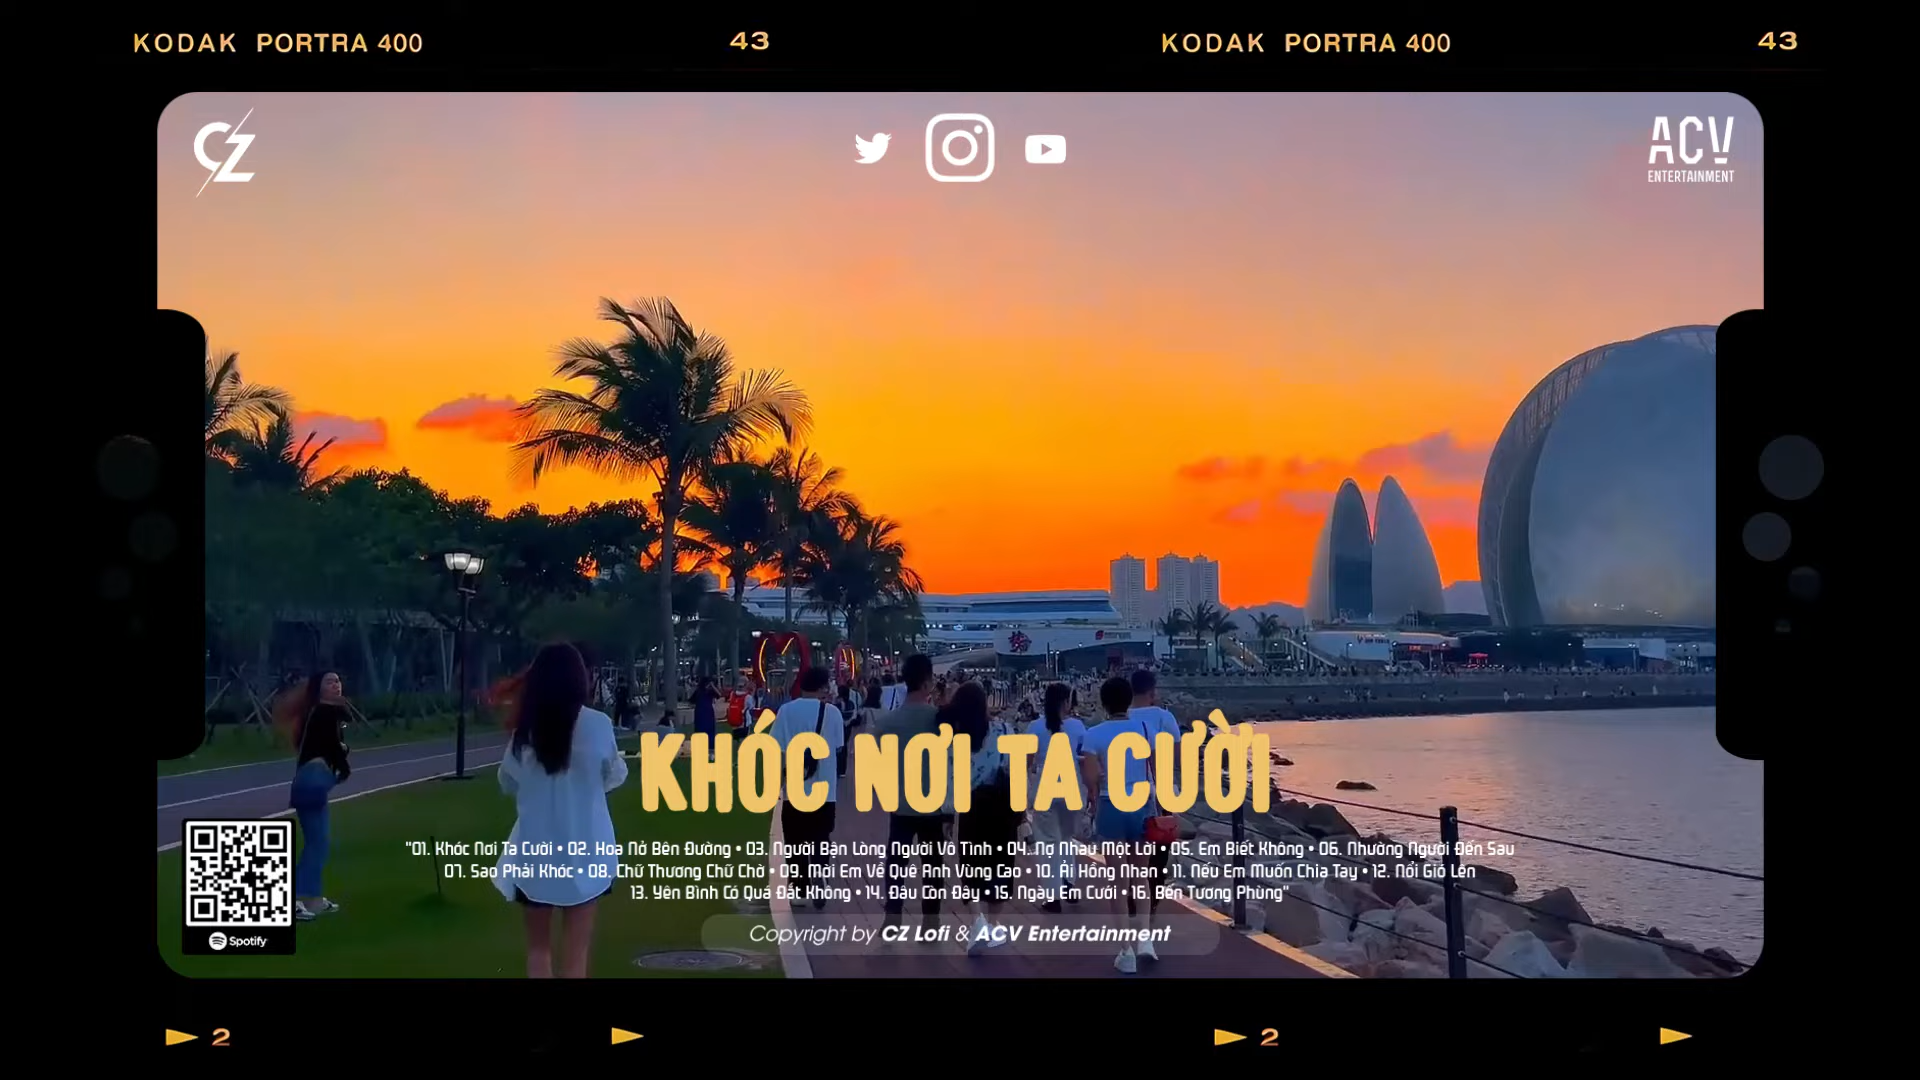 KODAK PORTRA 400 43 KODAK PORTRA 400 43
CZ
ACV
ENTERTAINMENT
KHÓC NƠI TA CƯỜI
"01. Khóc Nơi Ta Cười • 02. Hoa Nở Bên Đường • 03. Người Bận Lòng Người Vô Tình • 04. Nợ Nhau Một Lời • 05. Em Biết Không • 06. Nhường Người Đến Sau
07. Sao Phải Khóc • 08. Chữ Thương Chữ Chờ • 09. Mời Em Về Quê Anh Vùng Cao • 10. Ải Hồng Nhan • 11. Nếu Em Muốn Chia Tay • 12. Nổi Gió Lên
13. Yên Bình Có Quá Đắt Không • 14. Đâu Còn Đây • 15. Ngày Em Cưới • 16. Bến Tương Phùng"
Spotify
Copyright by CZ Lofi & ACV Entertainment
2 2